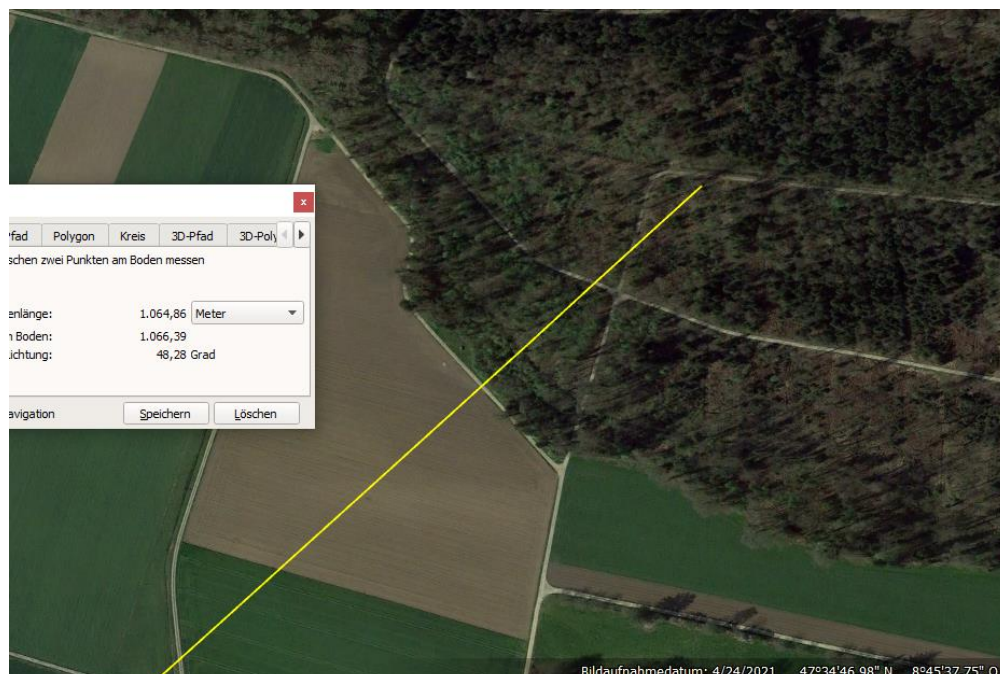 x
Pfad Polygon Kreis 3D-Pfad 3D-Poly
schen zwei Punkten am Boden messen
enlänge: 1.064,86 Meter
n Boden: 1.066,39
ichtung: 48,28 Grad
avigation Speichern Löschen
Bildaufnahmedatum: 4/24/2021 47°34'46.98" N 8°45'37.75" O